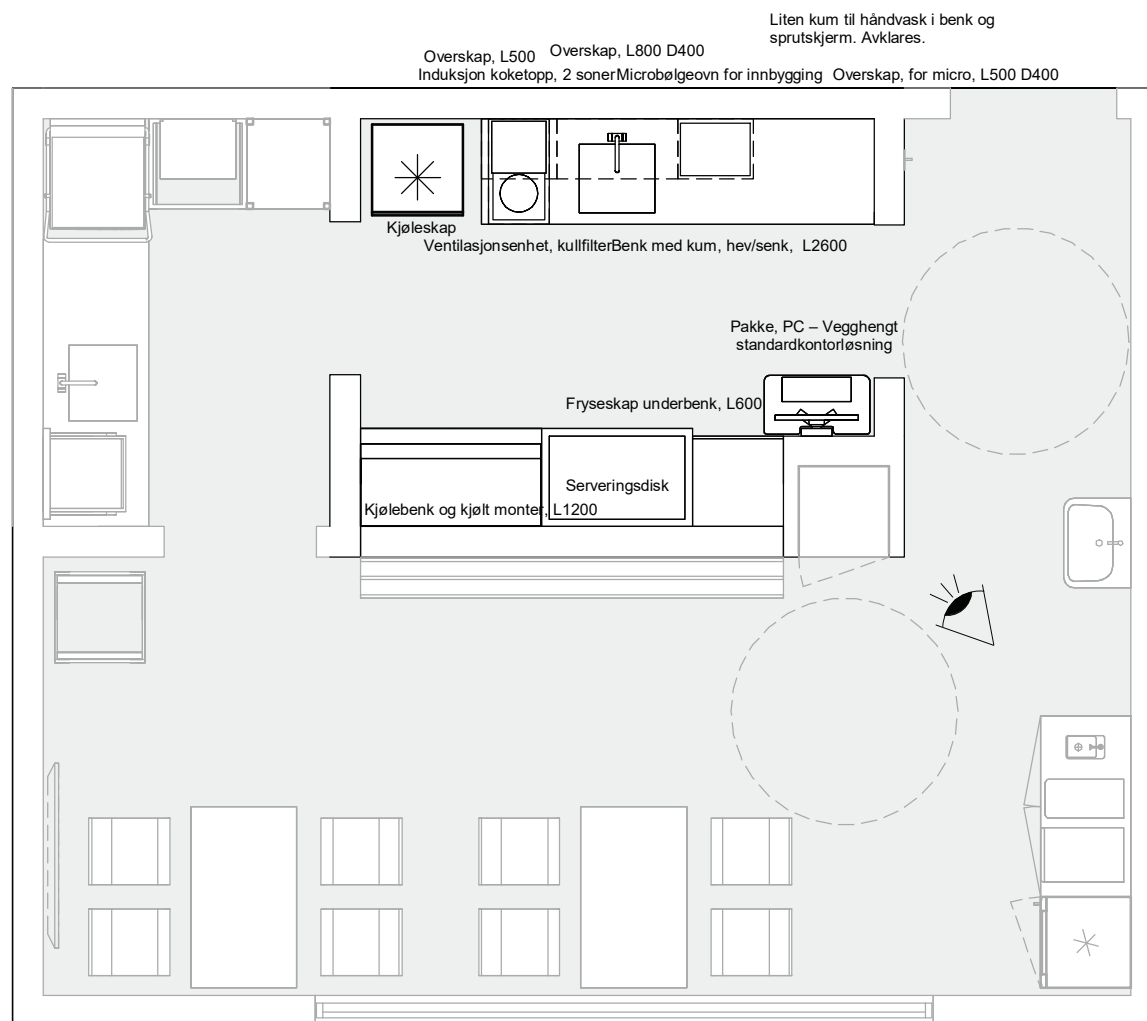 Liten kum til håndvask i benk og
sprutskjerm. Avklares.
Overskap, L500
Overskap, L800 D400
Induksjon koketopp, 2 soner
Microbølgeovn for innbygging
Overskap, for micro, L500 D400
Kjøleskap
Ventilasjonsenhet, kullfilter
Benk med kum, hev/senk, L2600
Pakke, PC – Vegghengt
standardkontorløsning
Fryseskap underbenk, L600
Serveringsdisk
Kjølebenk og kjølt monter, L1200